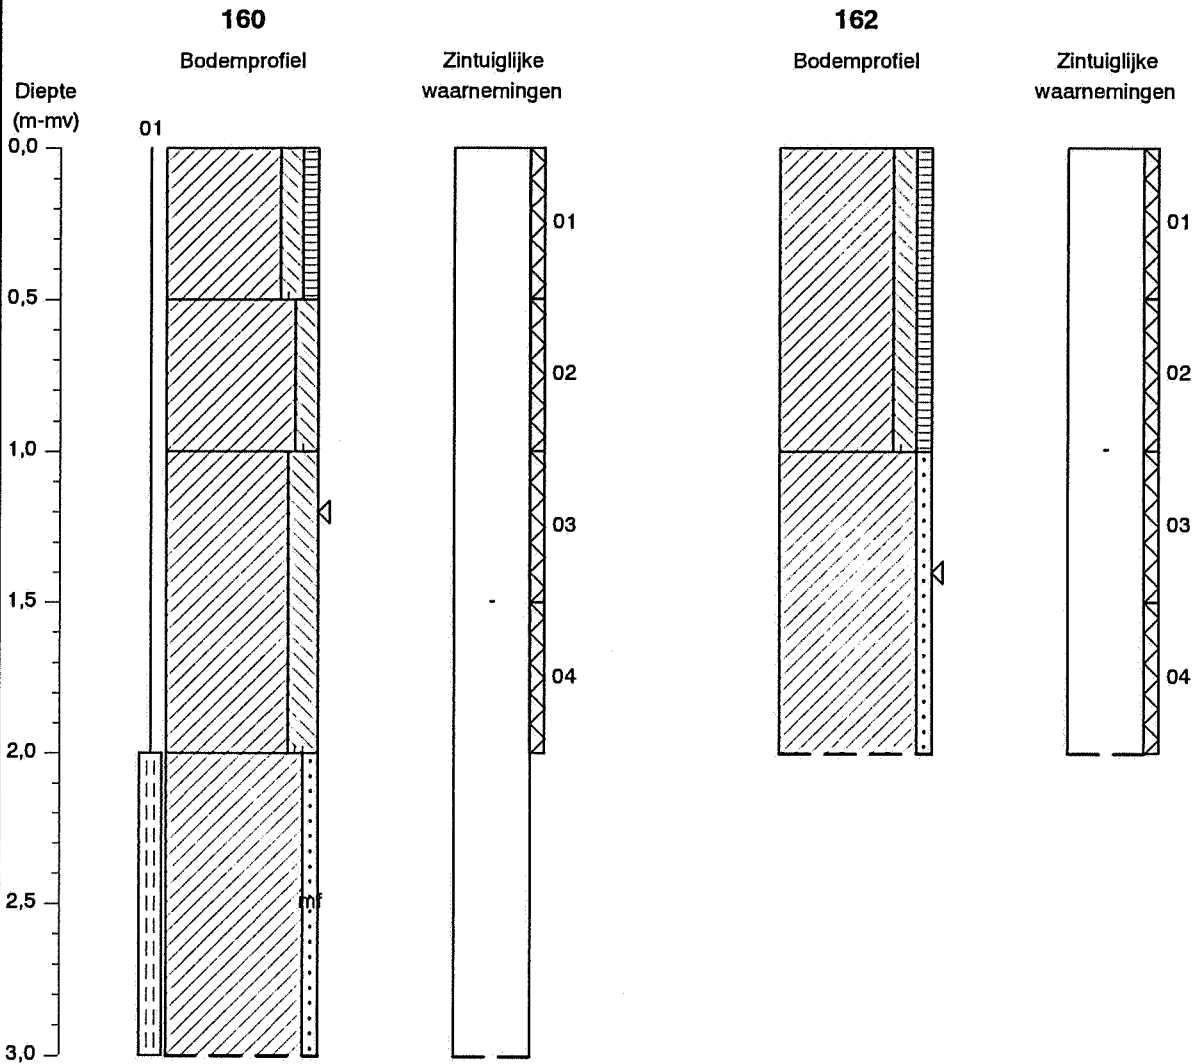 160
162
Bodemprofiel
Zintuiglijke
waarnemingen
Bodemprofiel
Zintuiglijke
waarnemingen
Diepte
(m-mv)
01
0,0
0,5
1,0
1,5
2,0
2,5
3,0
mf
01
02
03
04
-
01
02
03
04
-